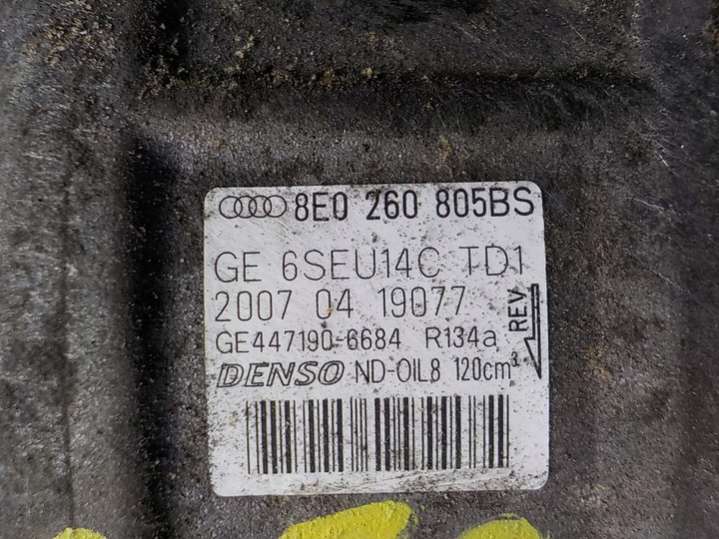 8E0 260 805BS
GE 6SEU14C TD1
2007 04 19077
GE447190-6684 R134a
DENSO ND-OIL8 120cm³
REV